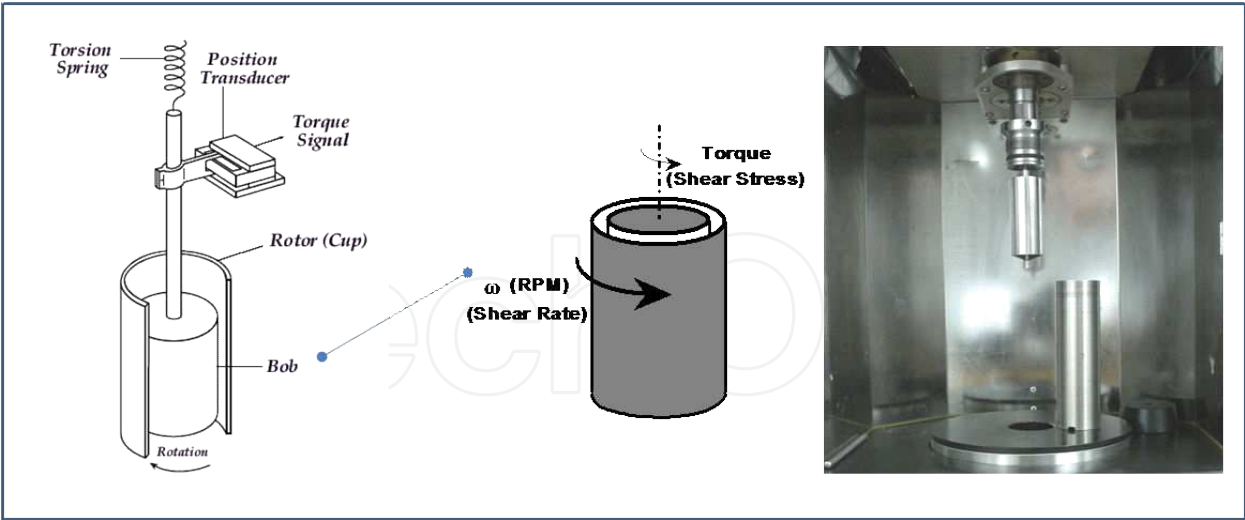 Torsion
Spring
Position
Transducer
Torque
Signal
Rotor (Cup)
Bob
Rotation
Torque
(Shear Stress)
ω (RPM)
(Shear Rate)